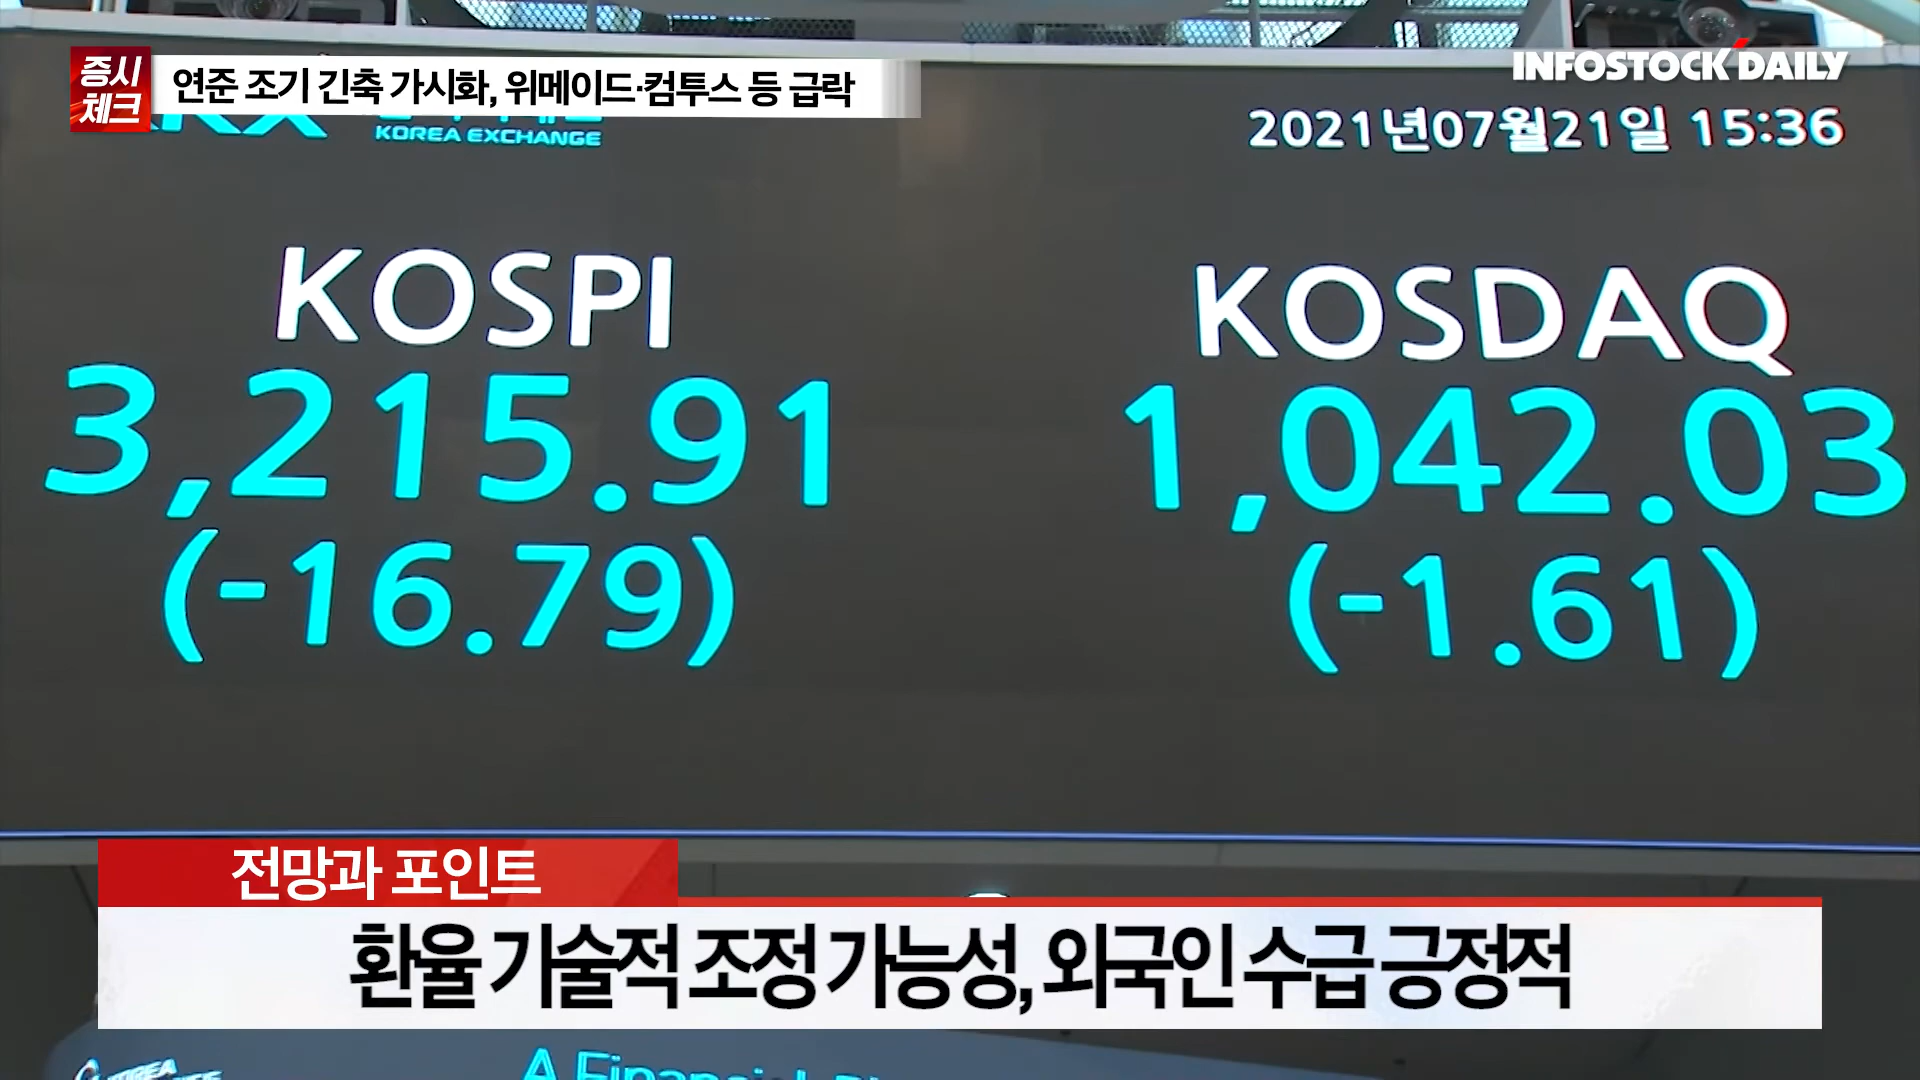 증시
체크
연준 조기 긴축 가시화, 위메이드·컴투스 등 급락
INFOSTOCK DAILY
KOREA EXCHANGE
2021년07월21일 15:36
KOSPI
3,215.91
(-16.79)
KOSDAQ
1,042.03
(-1.61)
전망과 포인트
환율 기술적 조정 가능성, 외국인 수급 긍정적
A Financial